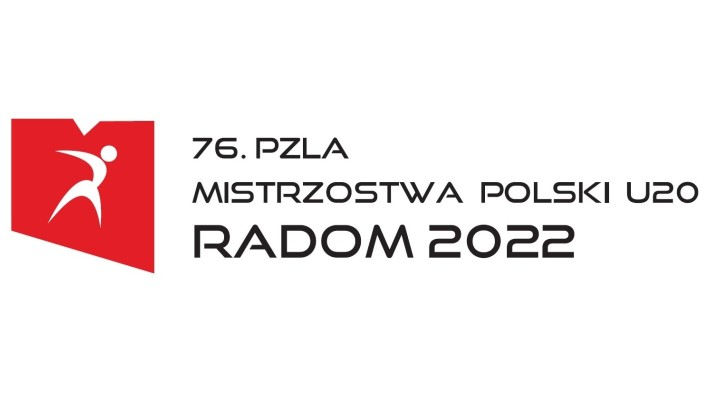 76. PZLA
MISTRZOSTWA POLSKI U20
RADOM 2022